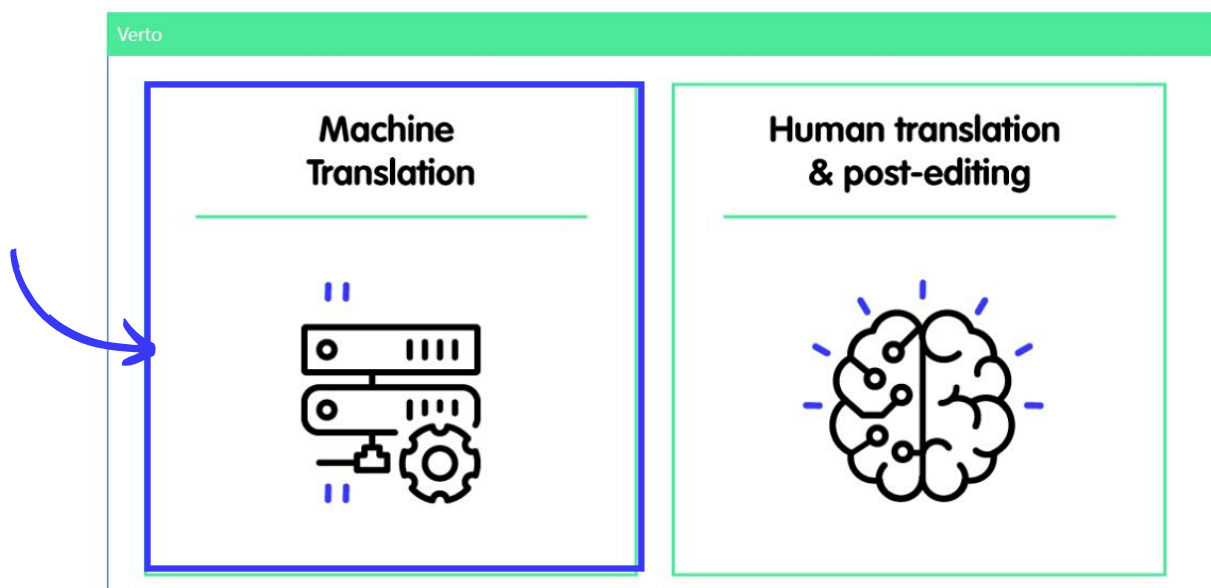 Verto
Machine
Translation
Human translation
& post-editing